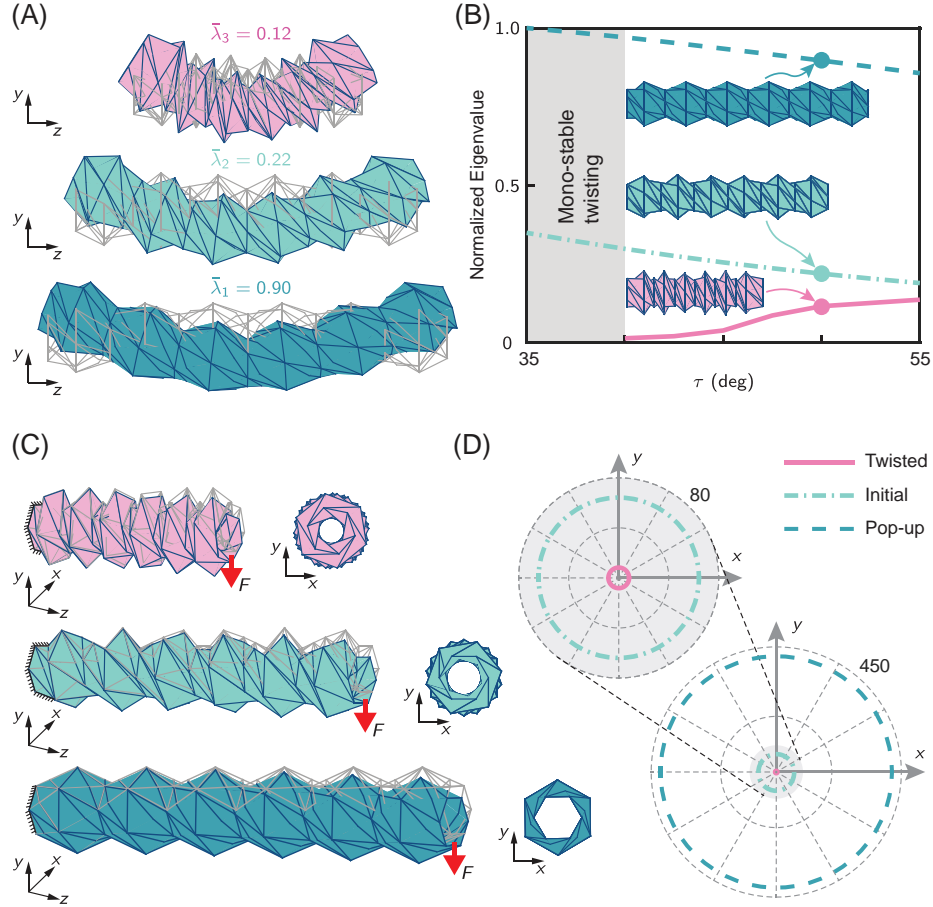 (A)
λ̄₃ = 0.12
y
z
λ̄₂ = 0.22
y
z
λ̄₁ = 0.90
y
z
(B)
1.0
0.5
0
Normalized Eigenvalue
Mono-stable
twisting
35
55
τ (deg)
(C)
F
x
z
y
y
x
F
x
z
y
y
x
F
x
z
y
y
x
(D)
y
80
x
y
450
x
Twisted
Initial
Pop-up